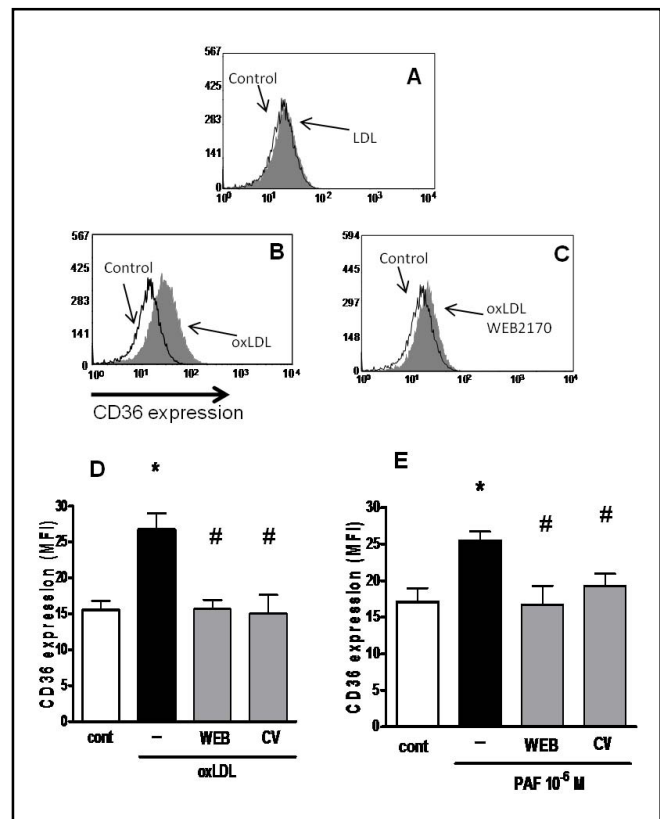 567
425
283
141
0
Control
A
LDL
10⁰ 10¹ 10² 10³ 10⁴
567
425
283
141
0
Control
B
oxLDL
10⁰ 10¹ 10² 10³ 10⁴
CD36 expression
594
445
297
148
0
Control
C
oxLDL
WEB2170
10⁰ 10¹ 10² 10³ 10⁴
D
*
# #
CD36 expression (MFI)
30
25
20
15
10
5
0
cont – WEB CV
oxLDL
E
*
# #
CD36 expression (MFI)
30
25
20
15
10
5
0
cont – WEB CV
PAF 10⁻⁶ M